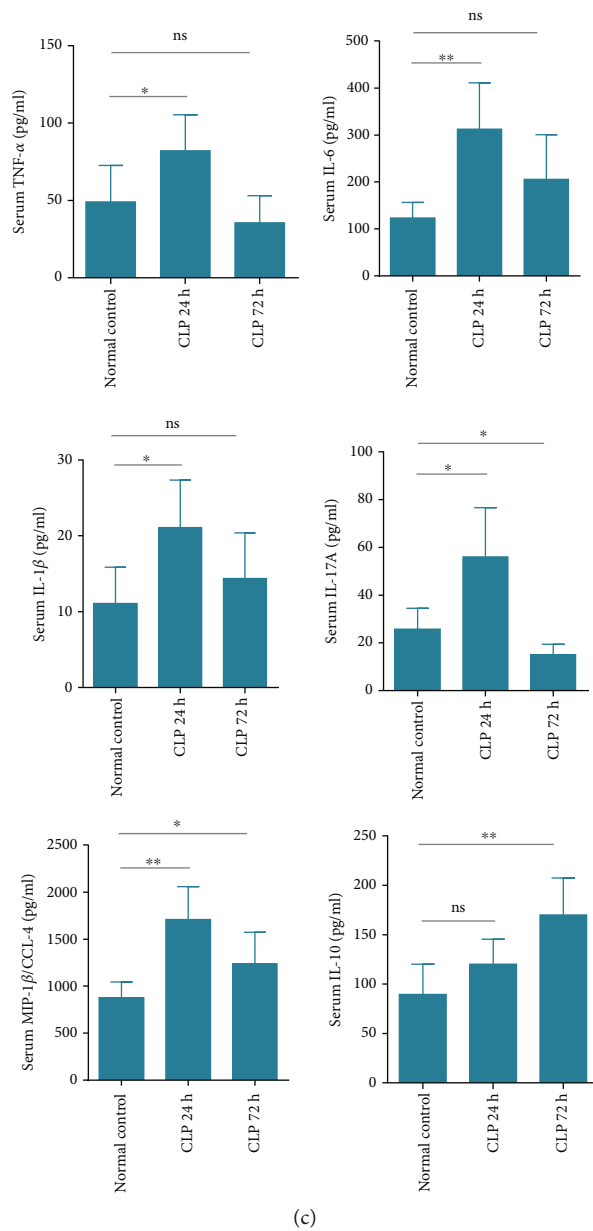 ns
*
150
100
50
0
Serum TNF-α (pg/ml)
Normal control
CLP 24 h
CLP 72 h
ns
**
500
400
300
200
100
0
Serum IL-6 (pg/ml)
Normal control
CLP 24 h
CLP 72 h
ns
*
30
20
10
0
Serum IL-1β (pg/ml)
Normal control
CLP 24 h
CLP 72 h
*
*
100
80
60
40
20
0
Serum IL-17A (pg/ml)
Normal control
CLP 24 h
CLP 72 h
*
**
2500
2000
1500
1000
500
0
Serum MIP-1β/CCL-4 (pg/ml)
Normal control
CLP 24 h
CLP 72 h
**
ns
250
200
150
100
50
0
Serum IL-10 (pg/ml)
Normal control
CLP 24 h
CLP 72 h
(c)